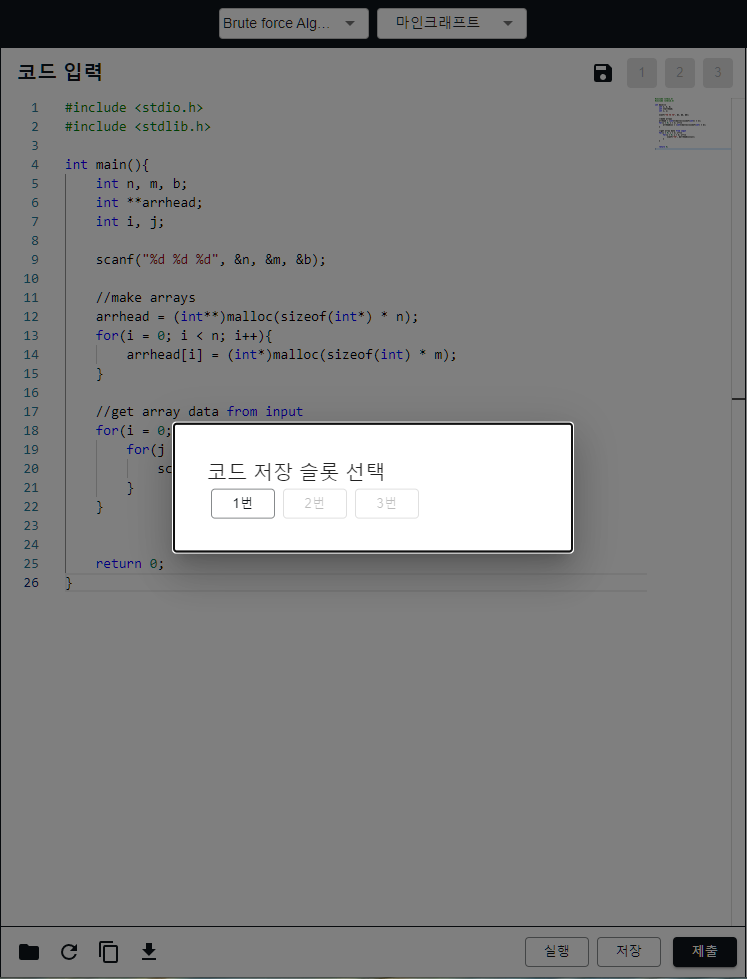 Brute force Alg... 마인크래프트
코드 입력 1 2 3
1 #include <stdio.h>
2 #include <stdlib.h>
3
4 int main(){
5 int n, m, b;
6 int **arrhead;
7 int i, j;
8
9 scanf("%d %d %d", &n, &m, &b);
10
11 //make arrays
12 arrhead = (int**)malloc(sizeof(int*) * n);
13 for(i = 0; i < n; i++){
14 arrhead[i] = (int*)malloc(sizeof(int) * m);
15 }
16
17 //get array data from input
18 for(i = 0;
19 for(j
20 sc
21 }
22 }
23
24
25 return 0;
26 }
코드 저장 슬롯 선택
1번 2번 3번
실행 저장 제출